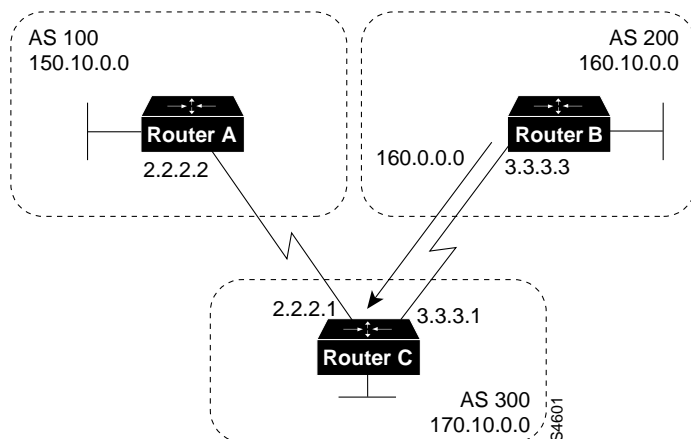 AS 100
150.10.0.0
AS 200
160.10.0.0
Router A
Router B
2.2.2.2
160.0.0.0
3.3.3.3
2.2.2.1
3.3.3.1
Router C
AS 300
170.10.0.0
S4601